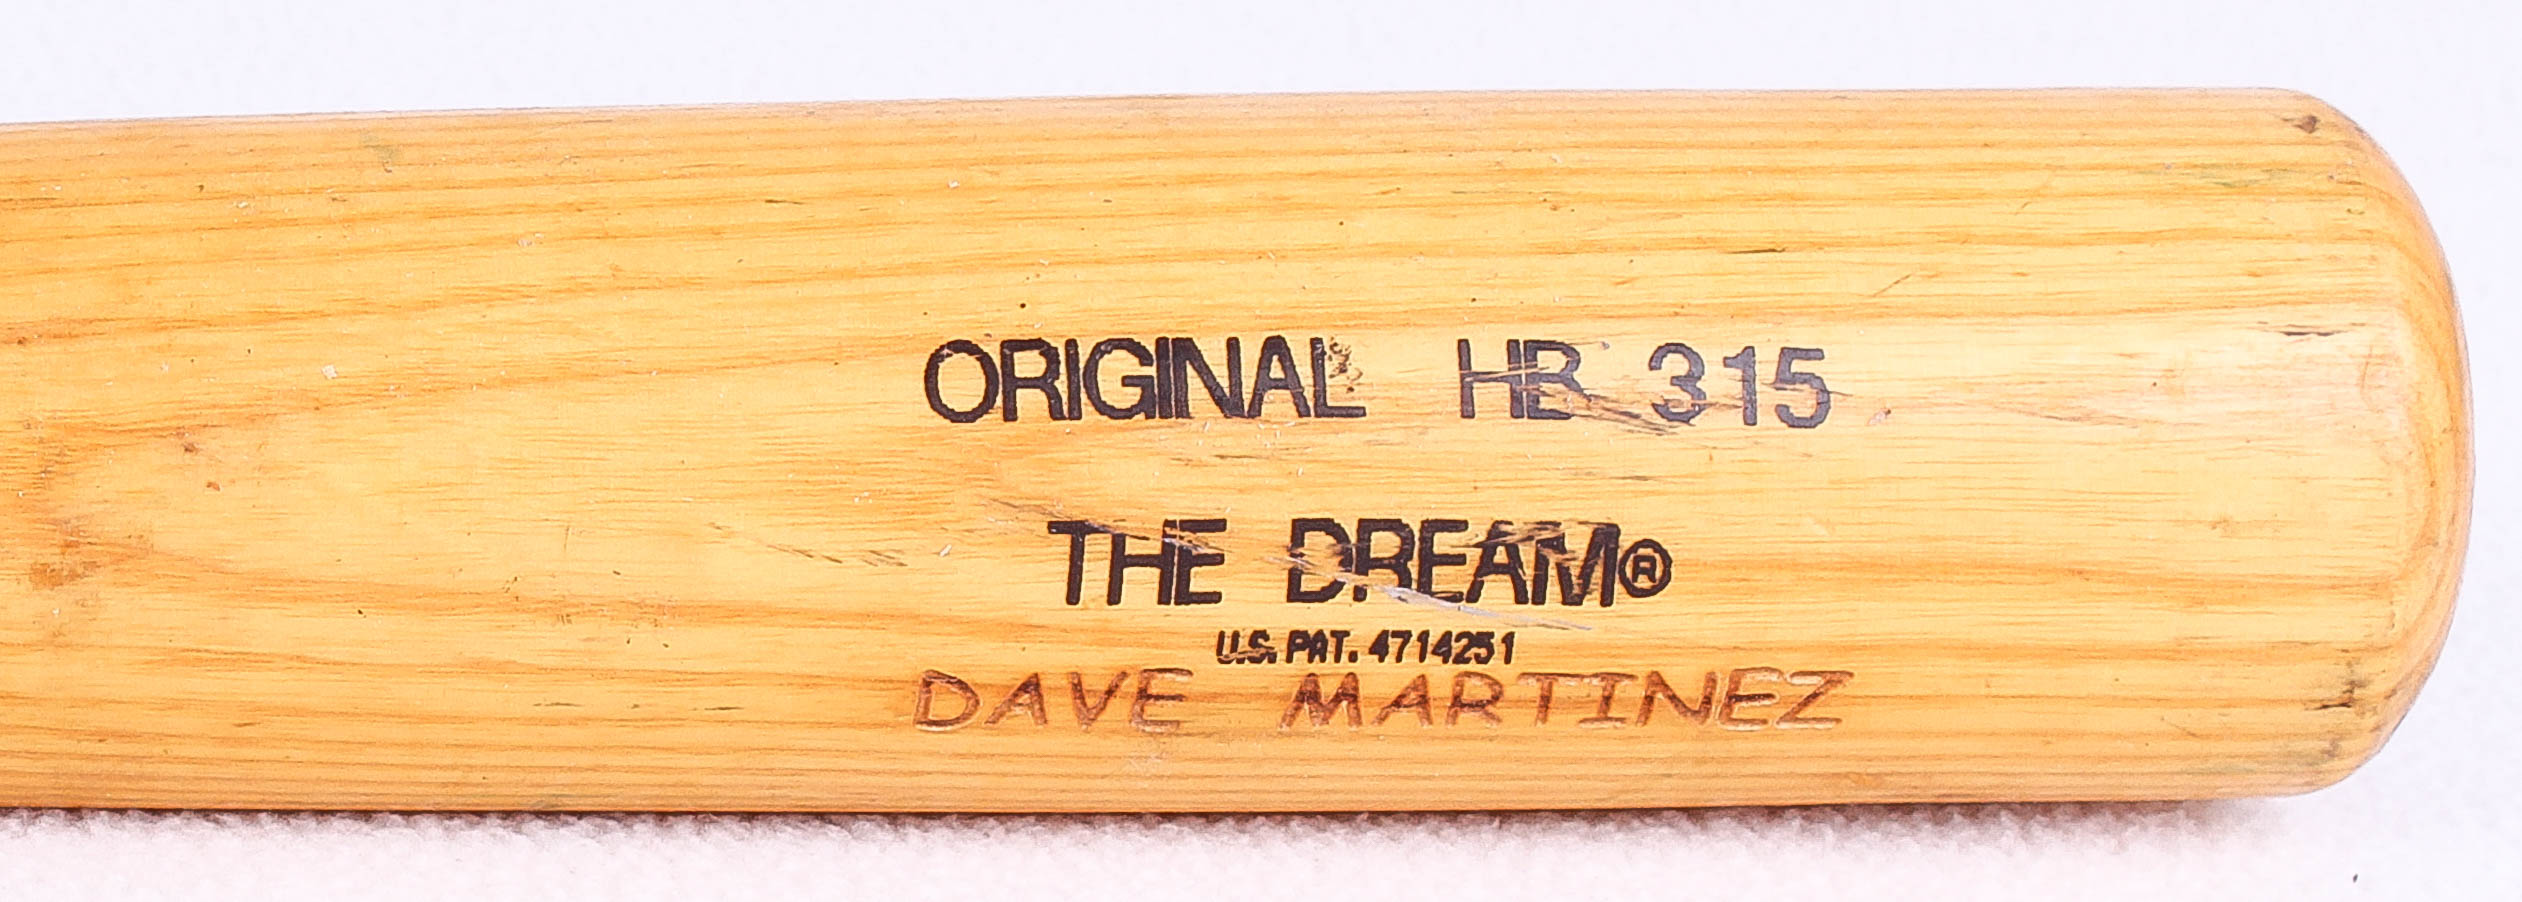 ORIGINAL HB 315
THE DREAM®
U.S. PAT. 4714251
DAVE MARTINEZ